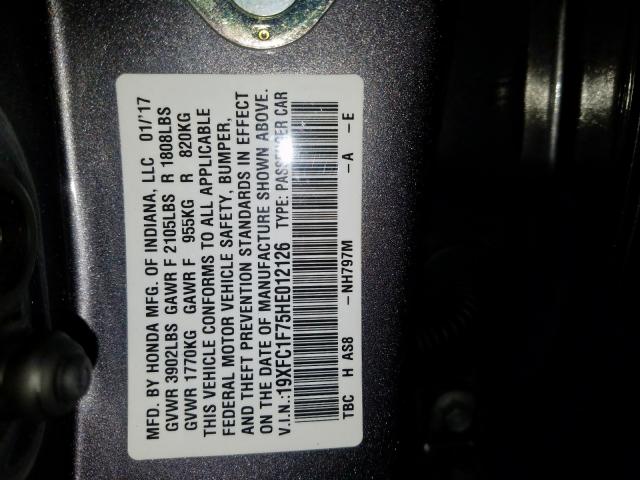 MFD. BY HONDA MFG. OF INDIANA, LLC 01/'17
GVWR 3902LBS GAWR F 2105LBS R 1808LBS
GVWR 1770KG GAWR F 955KG R 820KG
THIS VEHICLE CONFORMS TO ALL APPLICABLE
FEDERAL MOTOR VEHICLE SAFETY, BUMPER,
AND THEFT PREVENTION STANDARDS IN EFFECT
ON THE DATE OF MANUFACTURE SHOWN ABOVE.
V.I.N.:19XFC1F75HE012126 TYPE: PASSENGER CAR
TBC H AS8 -NH797M -A -E